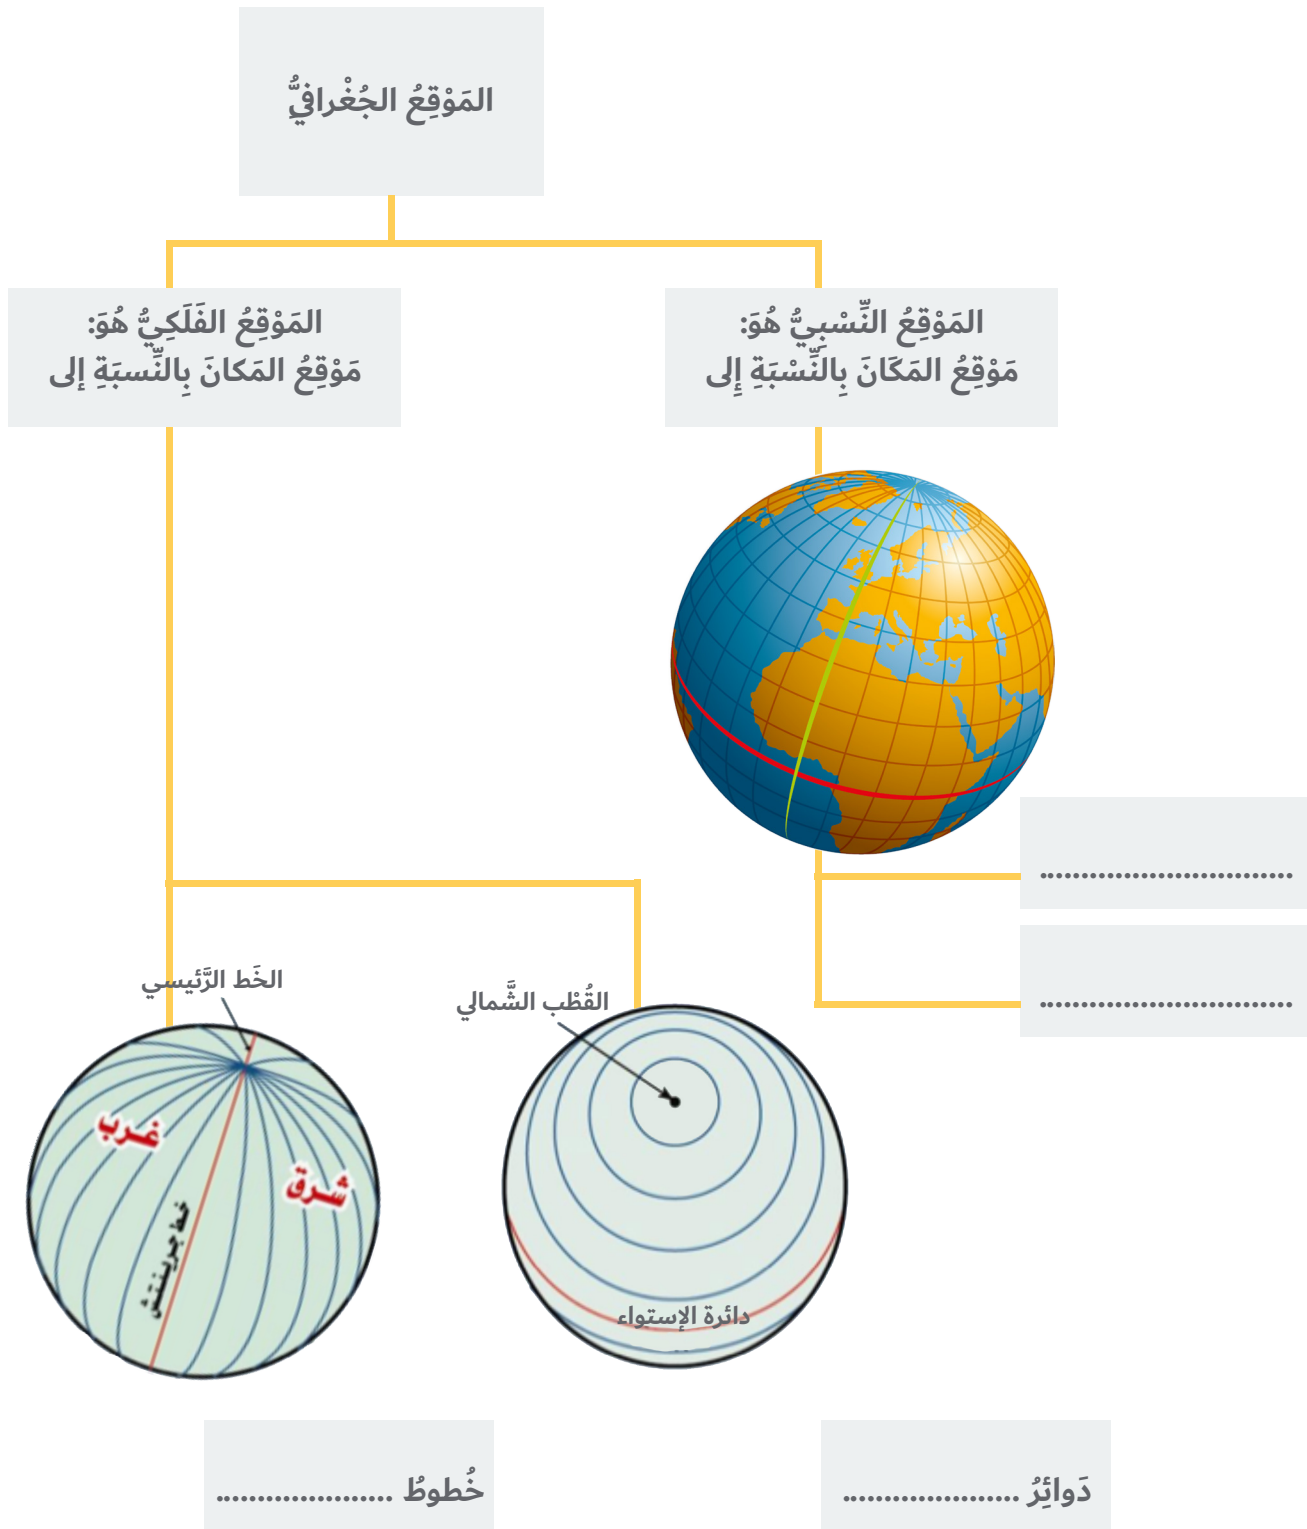 المَوْقِعُ الجُغْرافيُّ
المَوْقِعُ النِّسْبِيُّ هُوَ:
مَوْقِعُ المَكَانَ بِالنِّسْبَةِ إِلى
المَوْقِعُ الفَلَكِيُّ هُوَ:
مَوْقِعُ المَكانَ بِالنِّسبَةِ إلى
..............................
..............................
القُطْب الشَّمالي
دائرة الإستواء
الخَط الرَّئيسي
غرب
شرق
خط جرينتش
دَوائِرُ .....................
خُطوطُ .....................